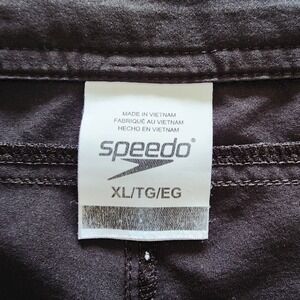 MADE IN VIETNAM
FABRIQUÉ AU VIETNAM
HECHO EN VIETNAM
speedo®
XL/TG/EG